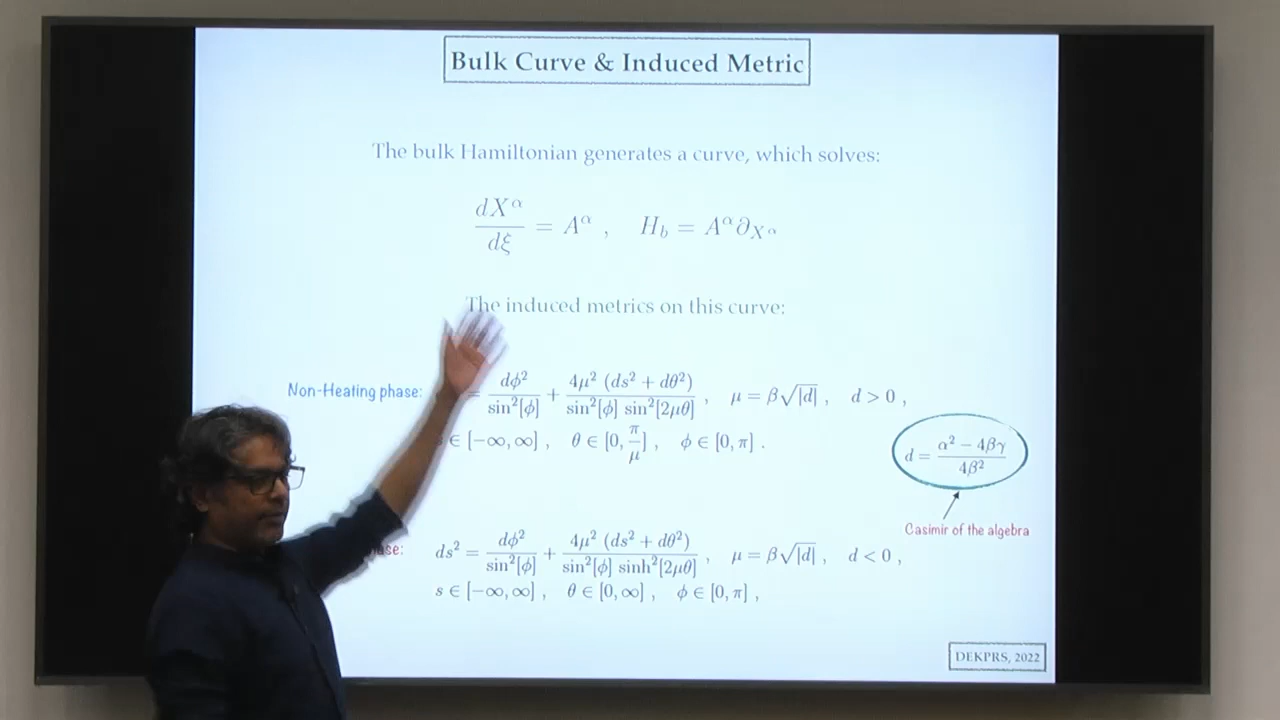 Bulk Curve & Induced Metric
The bulk Hamiltonian generates a curve, which solves:
dX^α/dξ = A^α , H_b = A^α ∂_{X^α}
The induced metrics on this curve:
Non-Heating phase: = dϕ²/sin²[ϕ] + 4μ² (ds² + dθ²)/sin²[ϕ] sin²[2μθ] , μ = β√|d| , d > 0 ,
∈ [−∞, ∞] , θ ∈ [0, π/μ] , ϕ ∈ [0, π] .
d = α² − 4βγ/4β²
Casimir of the algebra
ase: ds² = dϕ²/sin²[ϕ] + 4μ² (ds² + dθ²)/sin²[ϕ] sinh²[2μθ] , μ = β√|d| , d < 0 ,
s ∈ [−∞, ∞] , θ ∈ [0, ∞] , ϕ ∈ [0, π] ,
DEKPRS, 2022